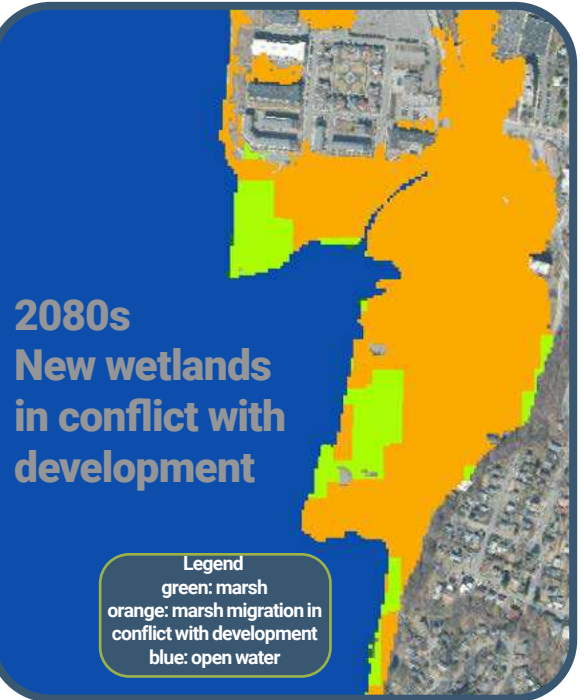 2080s
New wetlands
in conflict with
development
Legend
green: marsh
orange: marsh migration in
conflict with development
blue: open water